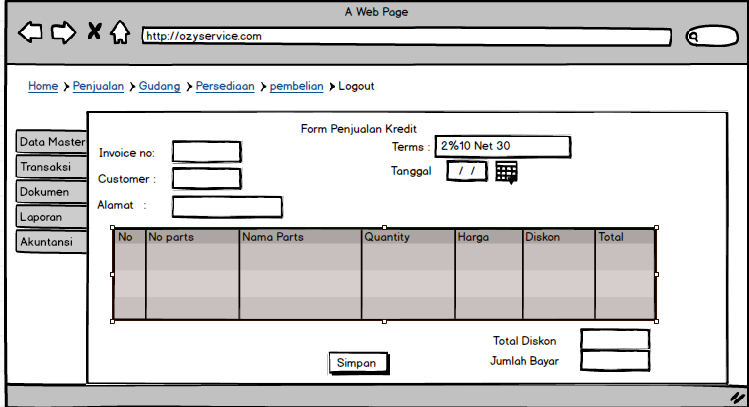 A Web Page
http://ozyservice.com
Home > Penjualan > Gudang > Persediaan > pembelian > Logout
Data Master
Transaksi
Dokumen
Laporan
Akuntansi
Form Penjualan Kredit
Invoice no:
Terms : 2%10 Net 30
Customer :
Tanggal / /
Alamat :
No No parts Nama Parts Quantity Harga Diskon Total
Total Diskon
Jumlah Bayar
Simpan